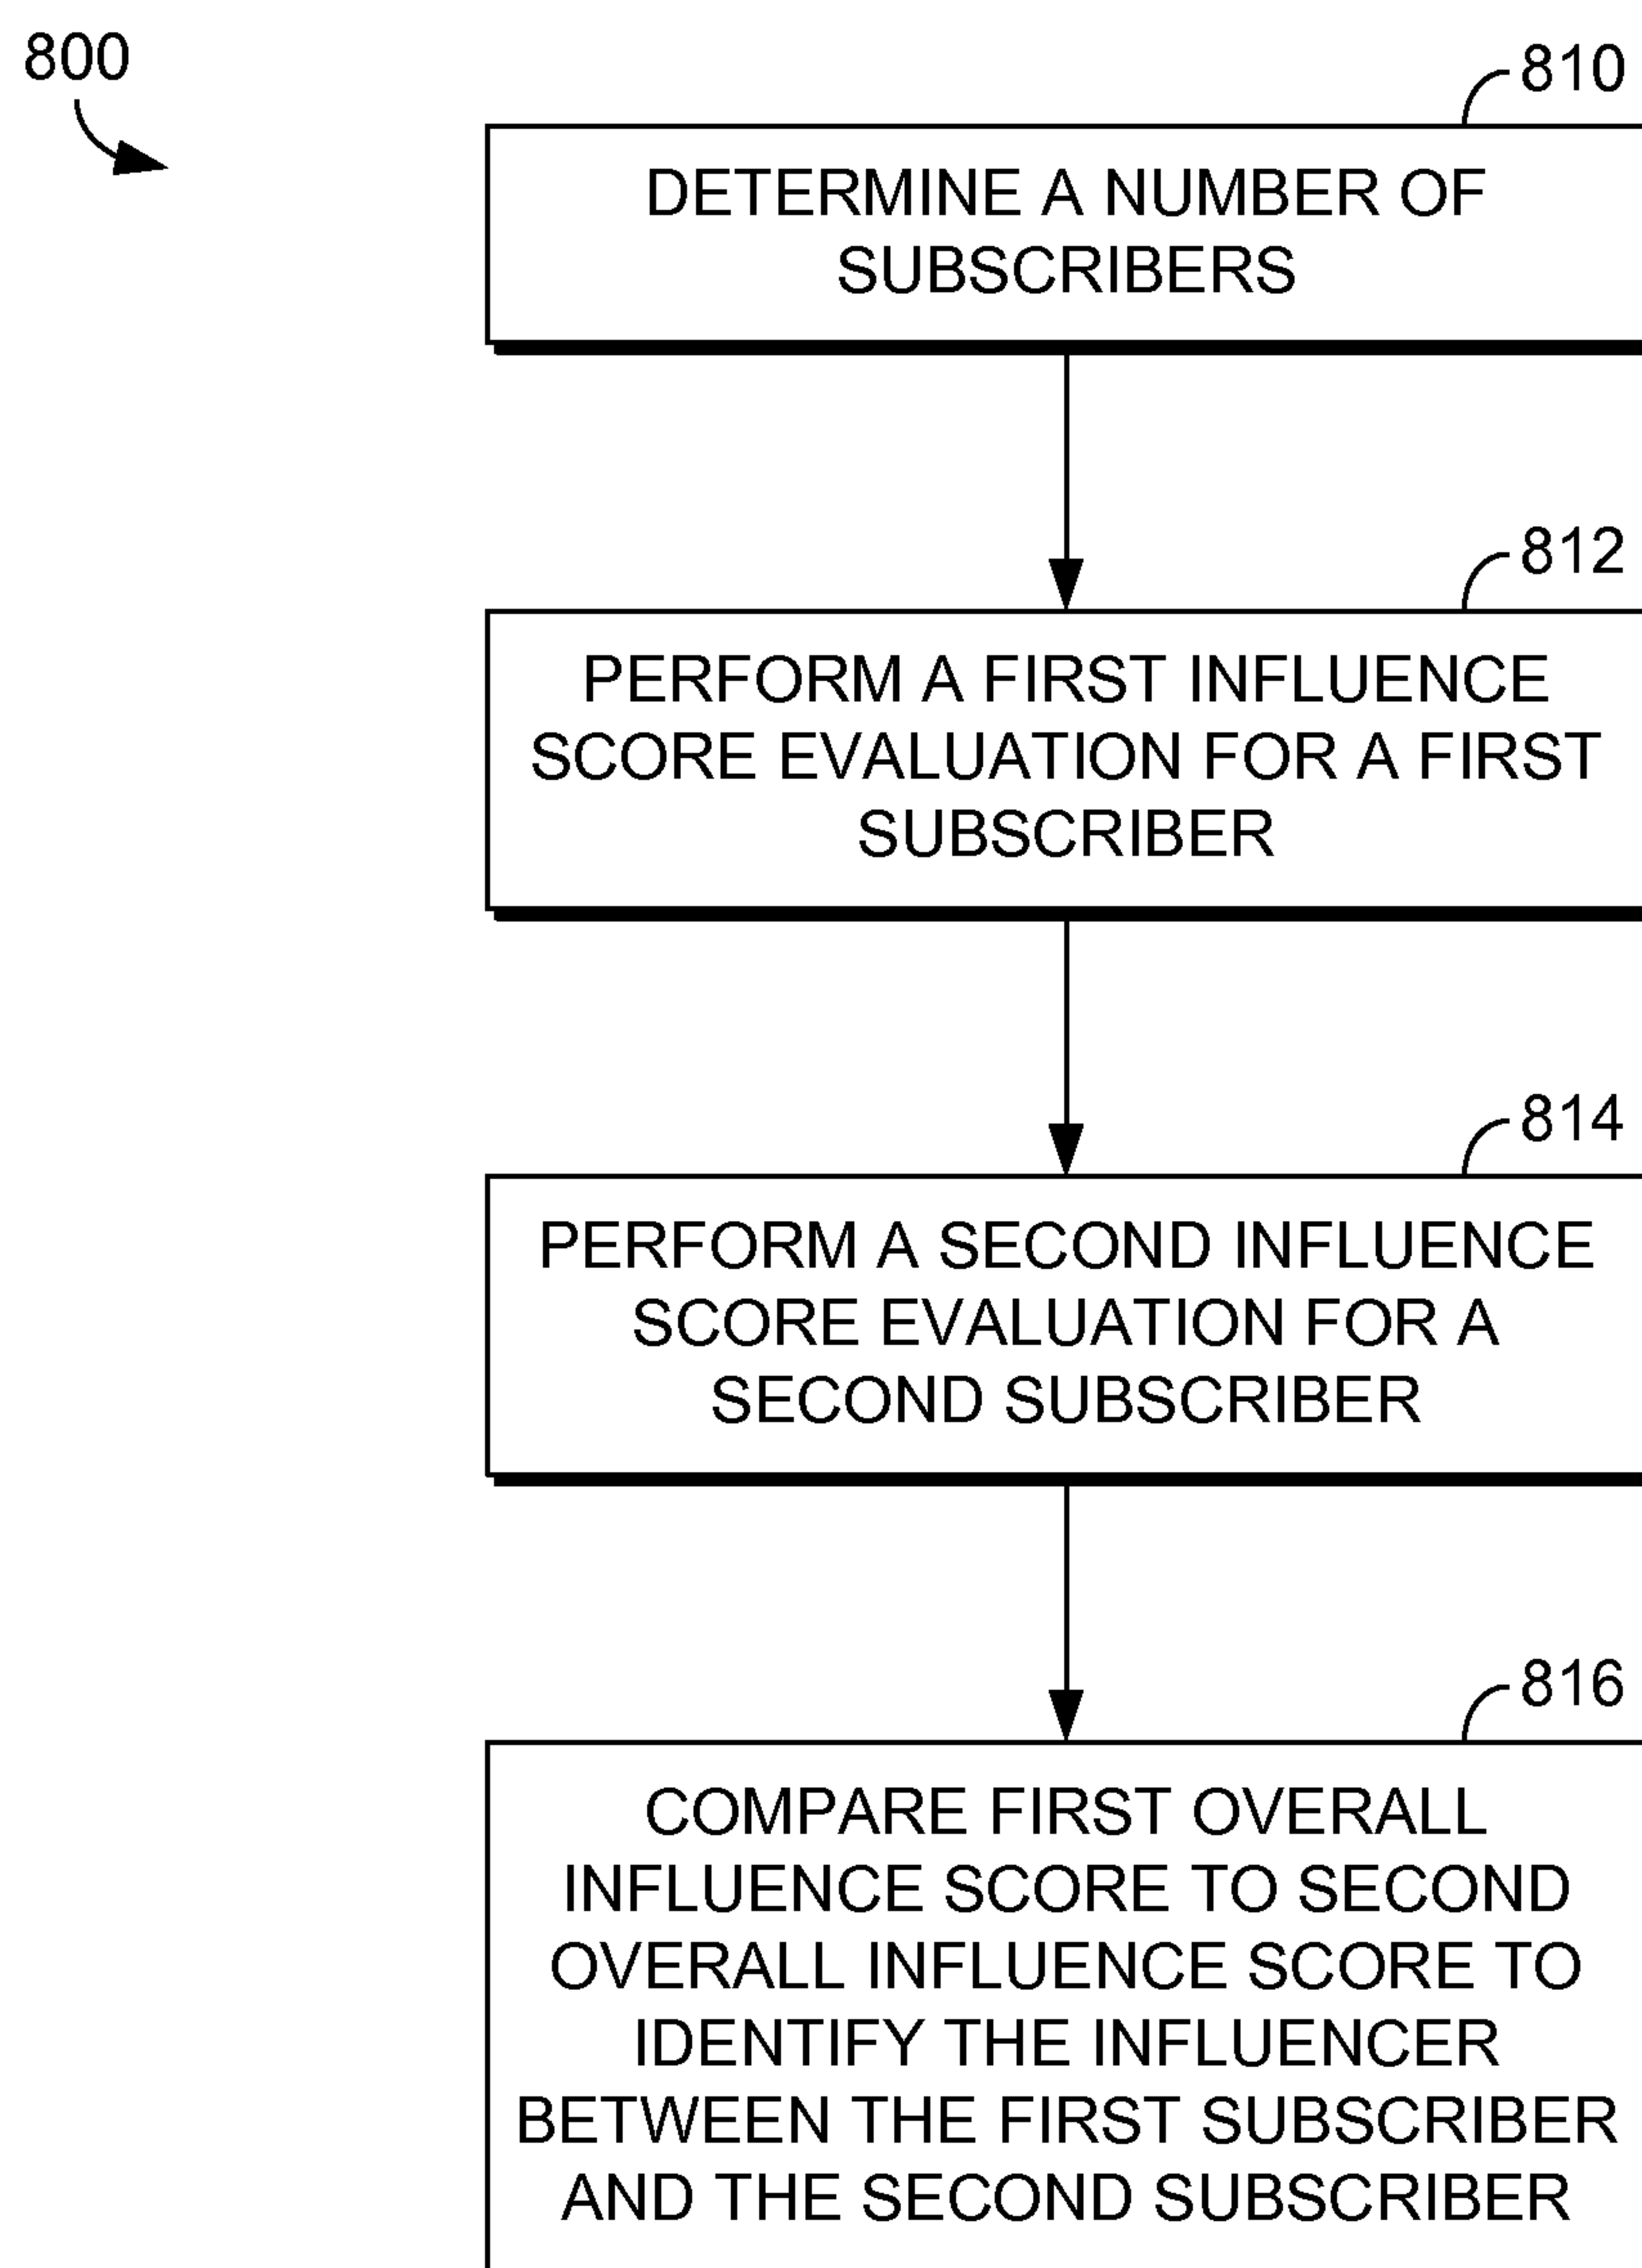 800
810
DETERMINE A NUMBER OF
SUBSCRIBERS
812
PERFORM A FIRST INFLUENCE
SCORE EVALUATION FOR A FIRST
SUBSCRIBER
814
PERFORM A SECOND INFLUENCE
SCORE EVALUATION FOR A
SECOND SUBSCRIBER
816
COMPARE FIRST OVERALL
INFLUENCE SCORE TO SECOND
OVERALL INFLUENCE SCORE TO
IDENTIFY THE INFLUENCER
BETWEEN THE FIRST SUBSCRIBER
AND THE SECOND SUBSCRIBER